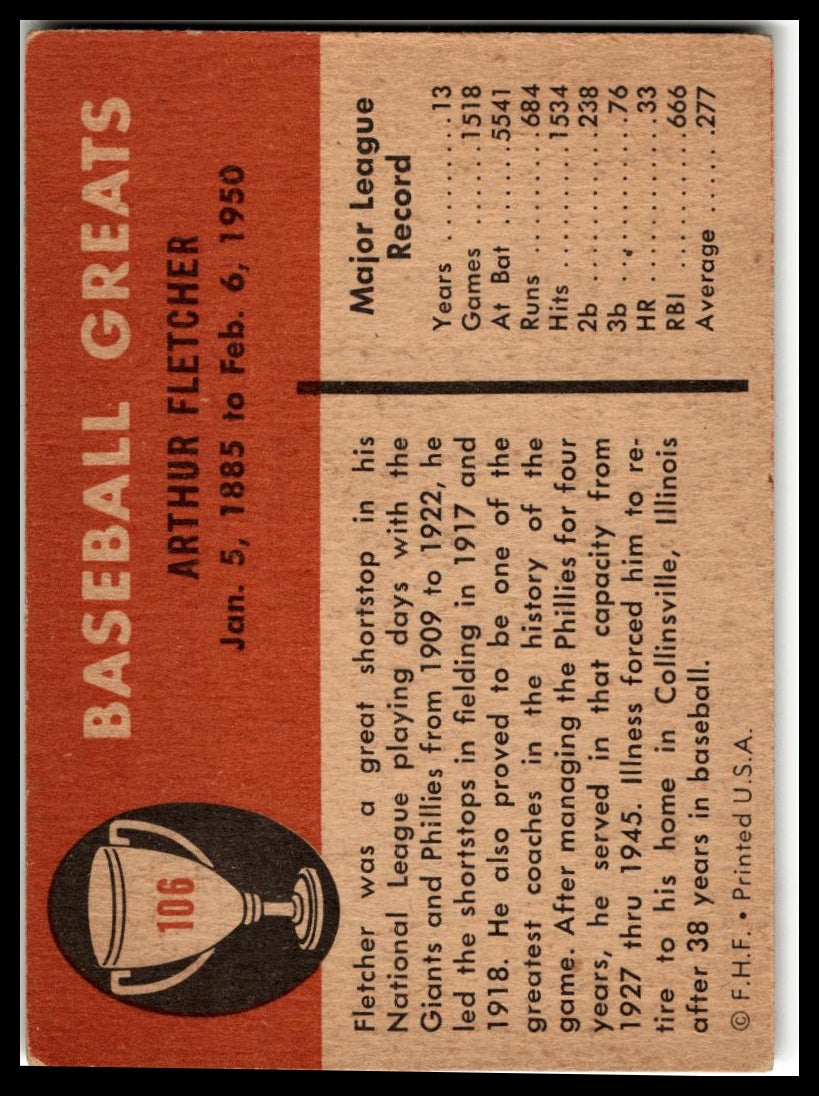 106
BASEBALL GREATS
ARTHUR FLETCHER
Jan. 5, 1885 to Feb. 6, 1950
Fletcher was a great shortstop in his
National League playing days with the
Giants and Phillies from 1909 to 1922, he
led the shortstops in fielding in 1917 and
1918. He also proved to be one of the
greatest coaches in the history of the
game. After managing the Phillies for four
years, he served in that capacity from
1927 thru 1945. Illness forced him to re-
tire to his home in Collinsville, Illinois
after 38 years in baseball.
© F.H.F. • Printed U.S.A.
Major League
Record
Years ..........13
Games .......1518
At Bat .......5541
Runs .........684
Hits .........1534
2b ...........238
3b ............76
HR ............33
RBI ..........666
Average ......277